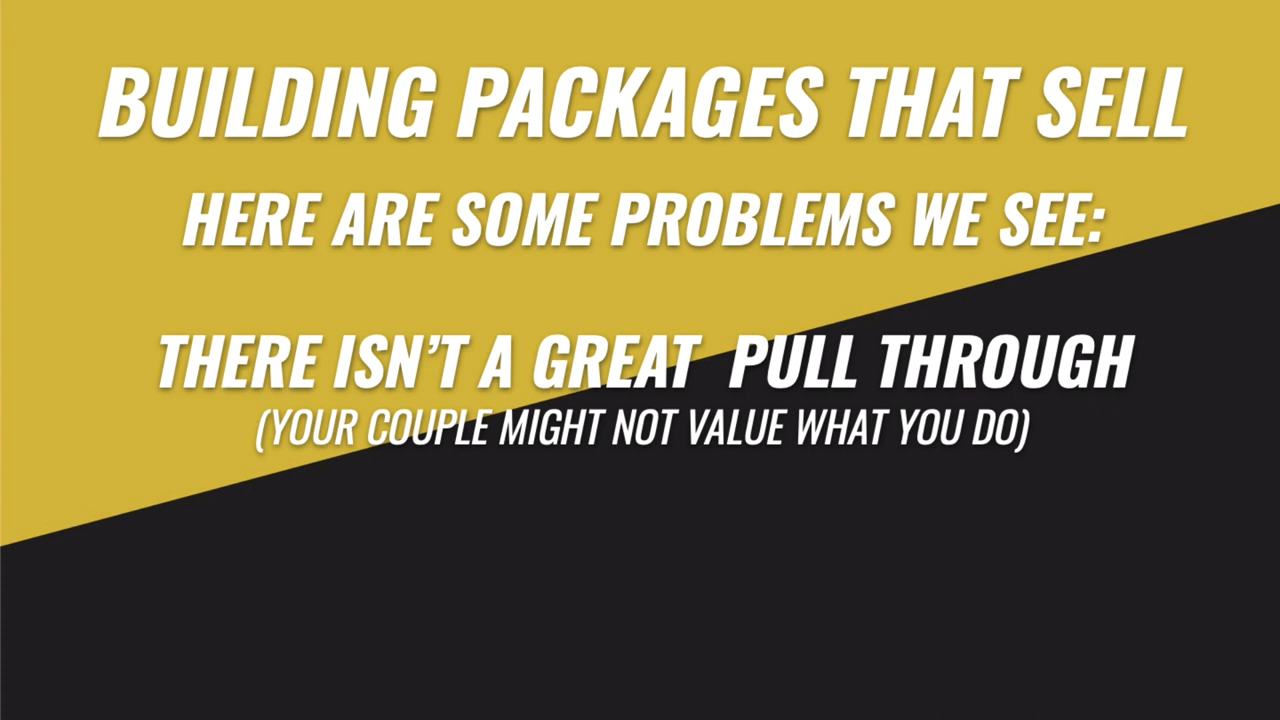 BUILDING PACKAGES THAT SELL
HERE ARE SOME PROBLEMS WE SEE:
THERE ISN’T A GREAT  PULL THROUGH
(YOUR COUPLE MIGHT NOT VALUE WHAT YOU DO)